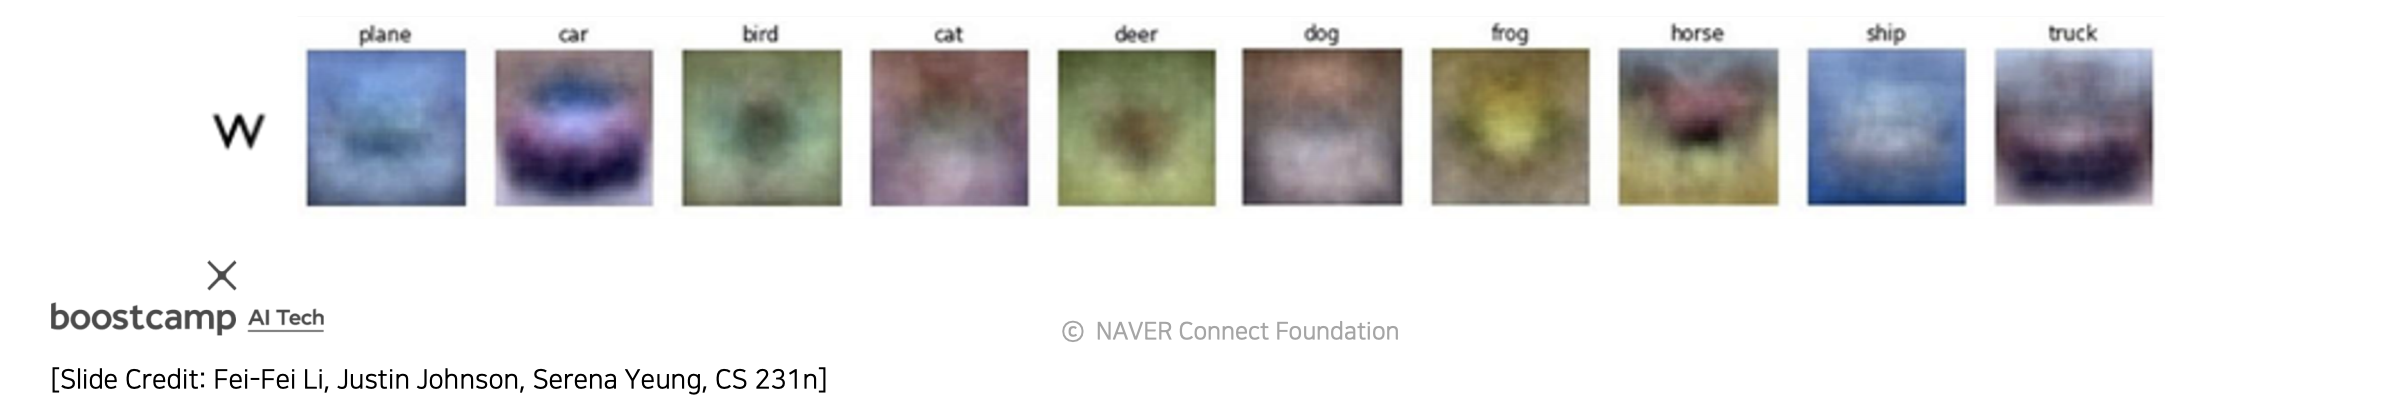 plane car bird cat deer dog frog horse ship truck
W
boostcamp AI Tech
© NAVER Connect Foundation
[Slide Credit: Fei-Fei Li, Justin Johnson, Serena Yeung, CS 231n]